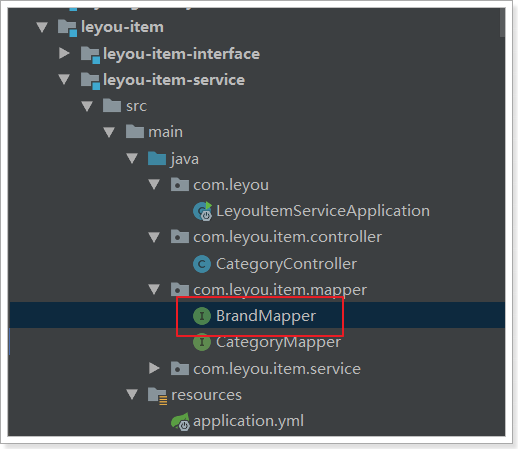 leyou-item
leyou-item-interface
leyou-item-service
src
main
java
com.leyou
LeyouItemServiceApplication
com.leyou.item.controller
C CategoryController
com.leyou.item.mapper
I BrandMapper
I CategoryMapper
com.leyou.item.service
resources
application.yml